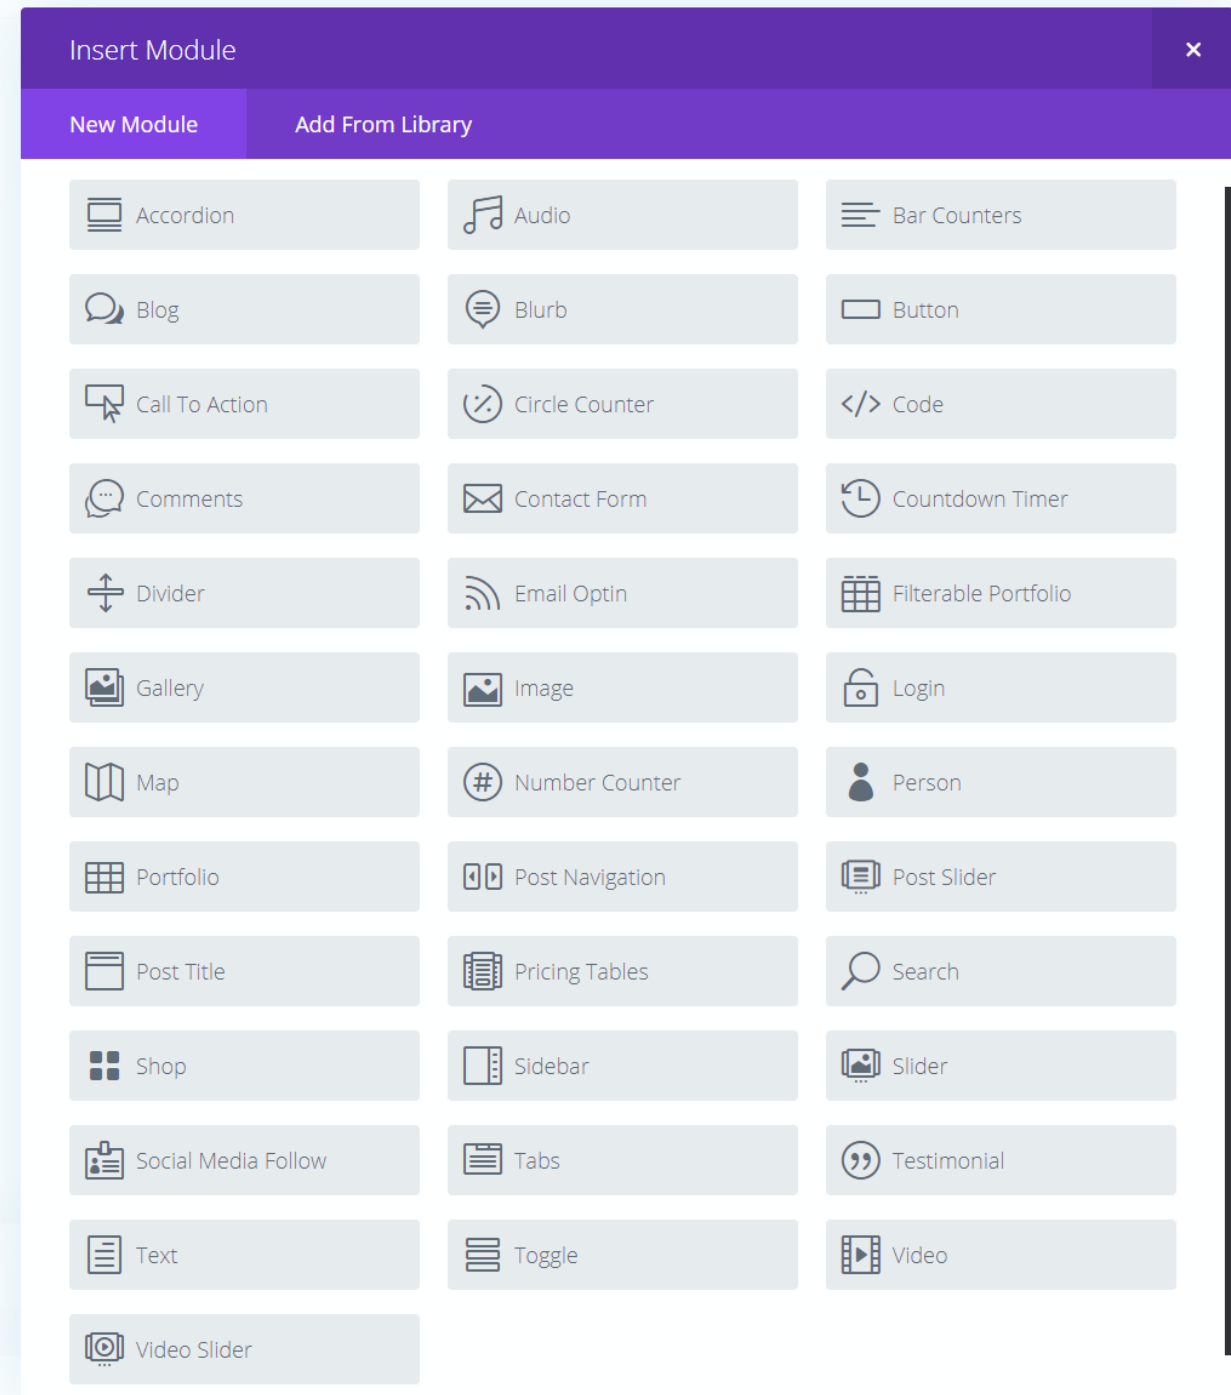 Insert Module
New Module Add From Library
Accordion Audio Bar Counters
Blog Blurb Button
Call To Action Circle Counter Code
Comments Contact Form Countdown Timer
Divider Email Optin Filterable Portfolio
Gallery Image Login
Map Number Counter Person
Portfolio Post Navigation Post Slider
Post Title Pricing Tables Search
Shop Sidebar Slider
Social Media Follow Tabs Testimonial
Text Toggle Video
Video Slider